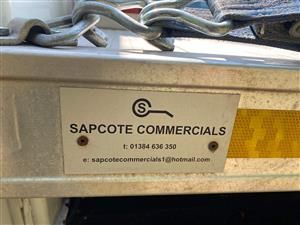 S
SAPCOTE COMMERCIALS
t: 01384 636 350
e: sapcotecommercials1@hotmail.com